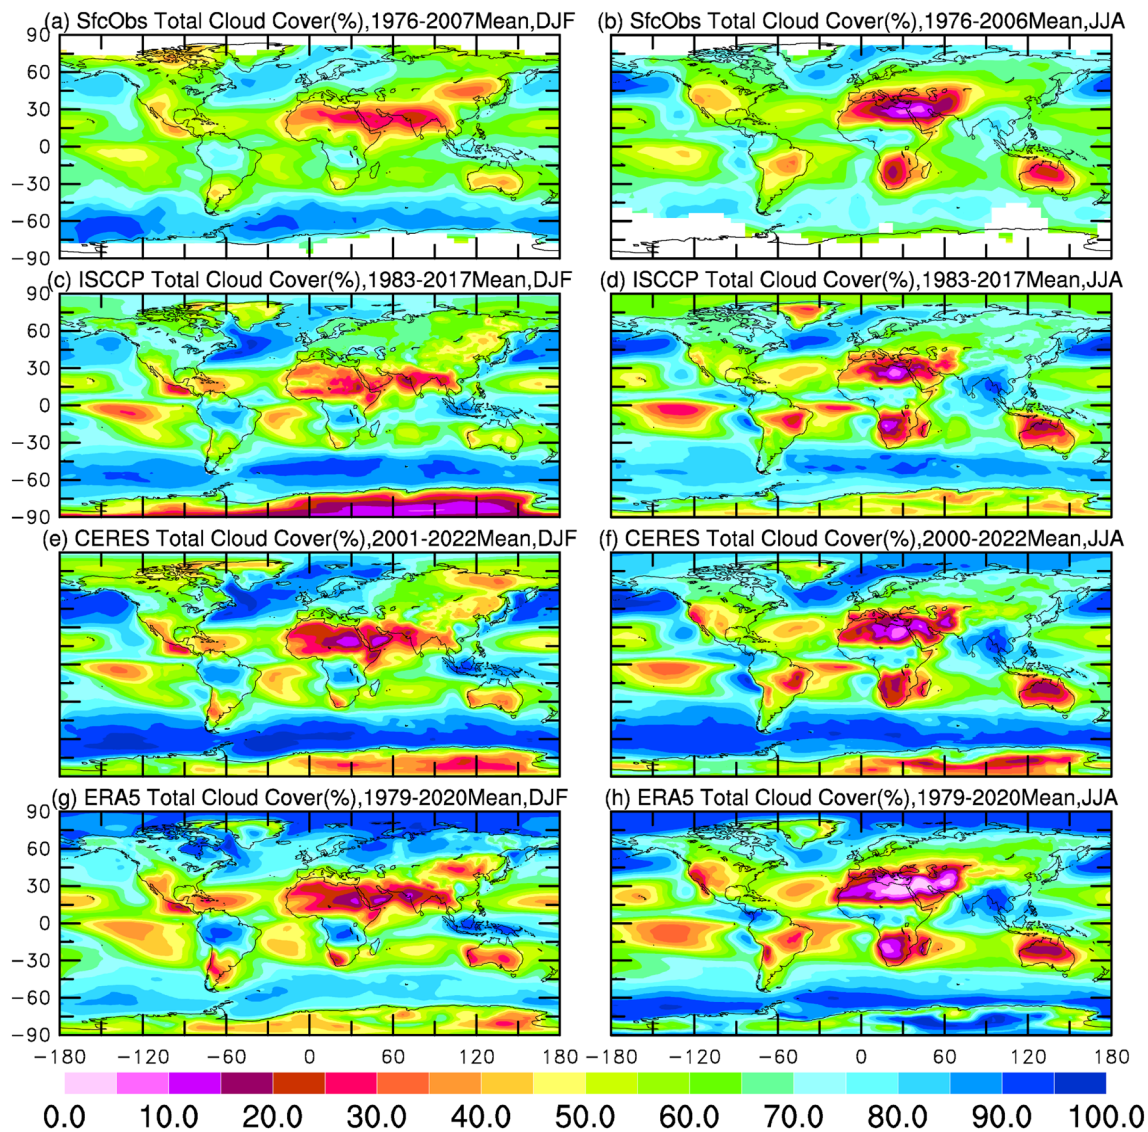 (a) SfcObs Total Cloud Cover(%),1976-2007Mean,DJF
(b) SfcObs Total Cloud Cover(%),1976-2006Mean,JJA
90
60
30
0
−30
−60
−90
(c) ISCCP Total Cloud Cover(%),1983-2017Mean,DJF
(d) ISCCP Total Cloud Cover(%),1983-2017Mean,JJA
90
60
30
0
−30
−60
−90
(e) CERES Total Cloud Cover(%),2001-2022Mean,DJF
(f) CERES Total Cloud Cover(%),2000-2022Mean,JJA
(g) ERA5 Total Cloud Cover(%),1979-2020Mean,DJF
(h) ERA5 Total Cloud Cover(%),1979-2020Mean,JJA
90
60
30
0
−30
−60
−90
−180 −120 −60 0 60 120 180
−180 −120 −60 0 60 120 180
0.0 10.0 20.0 30.0 40.0 50.0 60.0 70.0 80.0 90.0 100.0